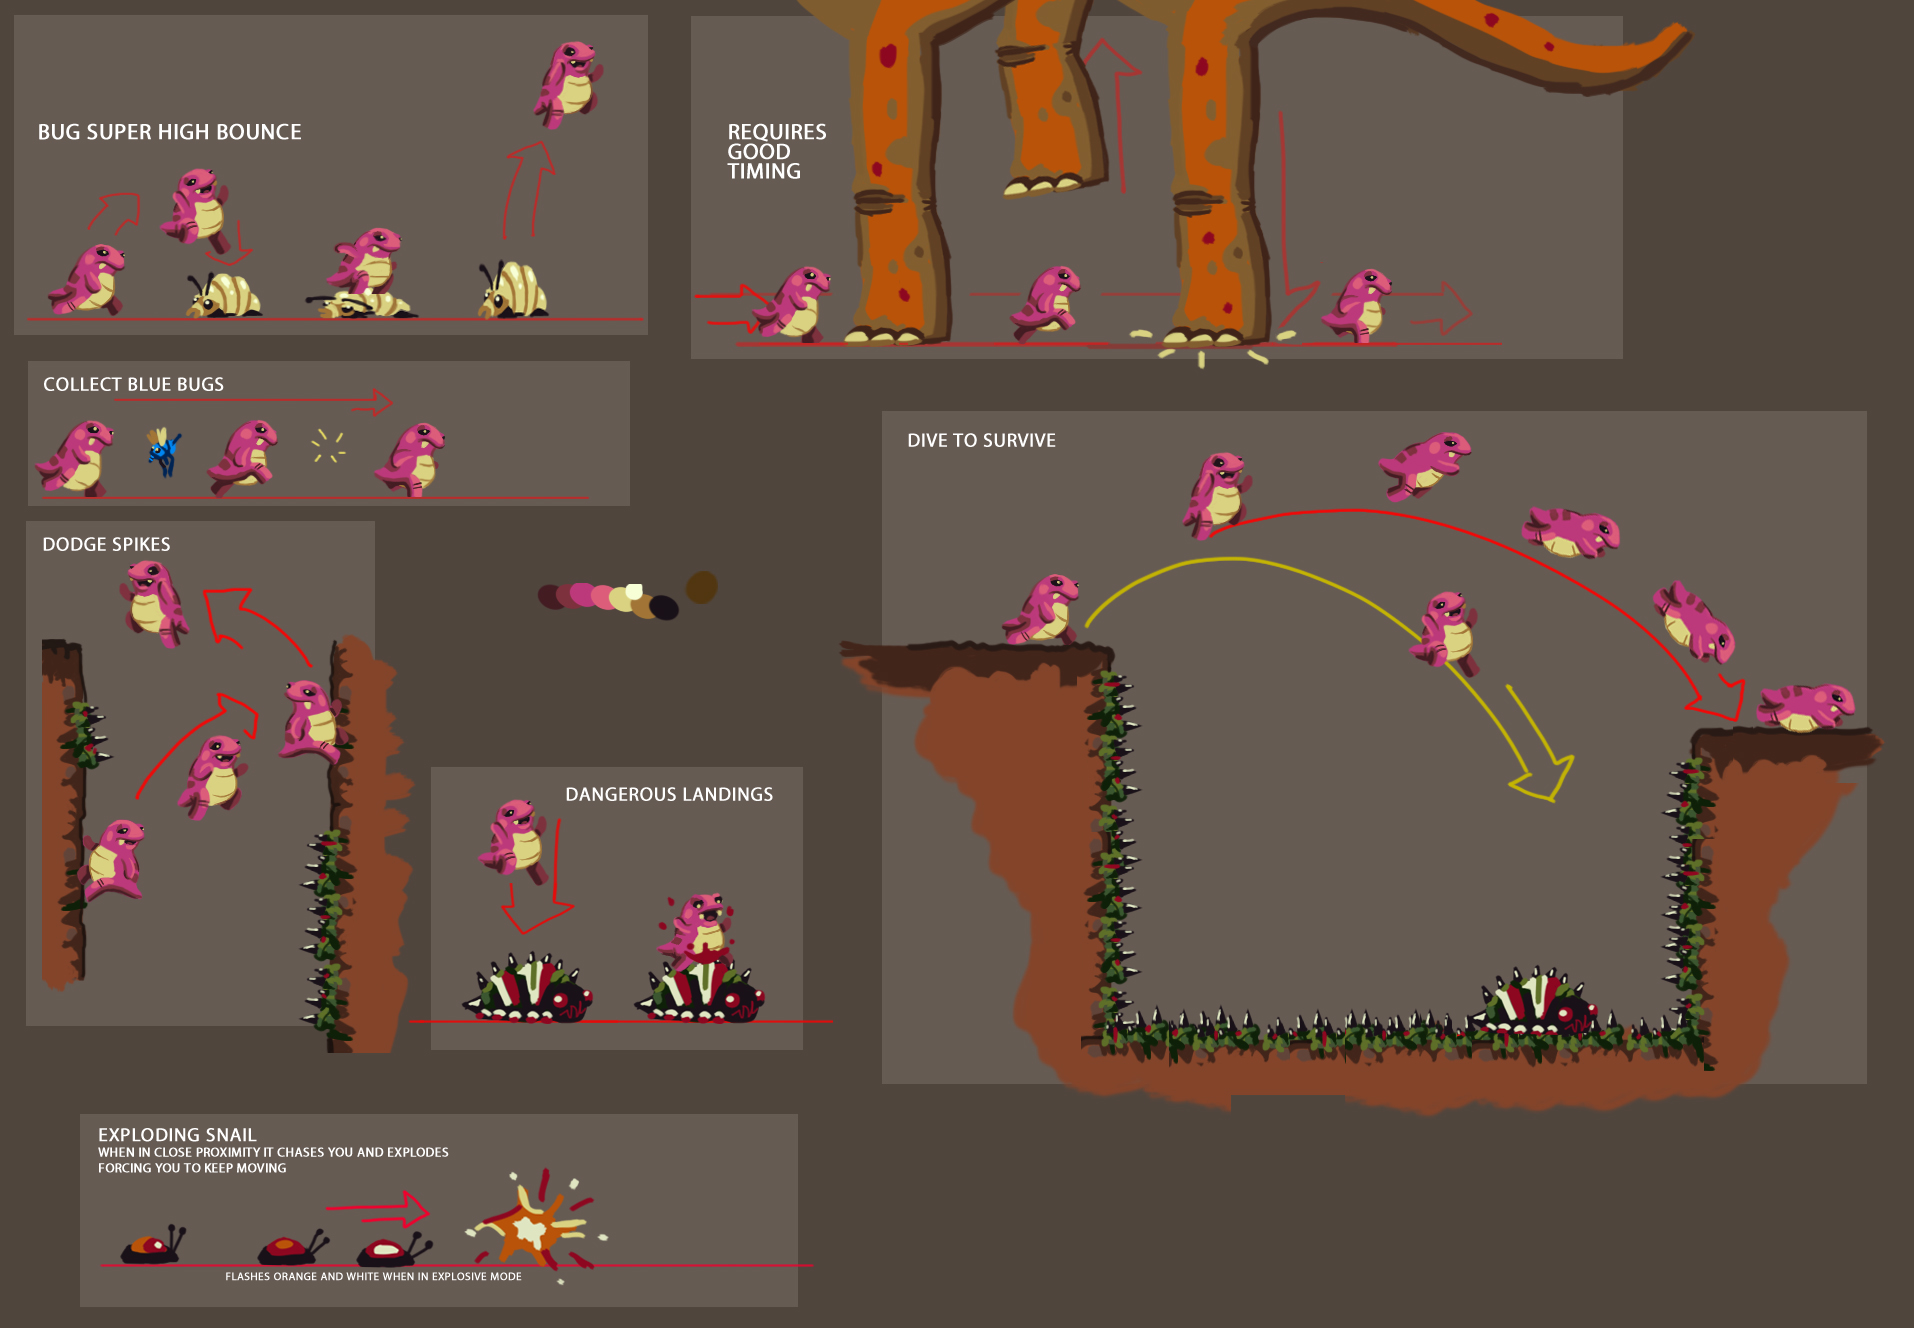 BUG SUPER HIGH BOUNCE
REQUIRES
GOOD
TIMING
COLLECT BLUE BUGS
DIVE TO SURVIVE
DODGE SPIKES
DANGEROUS LANDINGS
EXPLODING SNAIL
WHEN IN CLOSE PROXIMITY IT CHASES YOU AND EXPLODES
FORCING YOU TO KEEP MOVING
FLASHES ORANGE AND WHITE WHEN IN EXPLOSIVE MODE